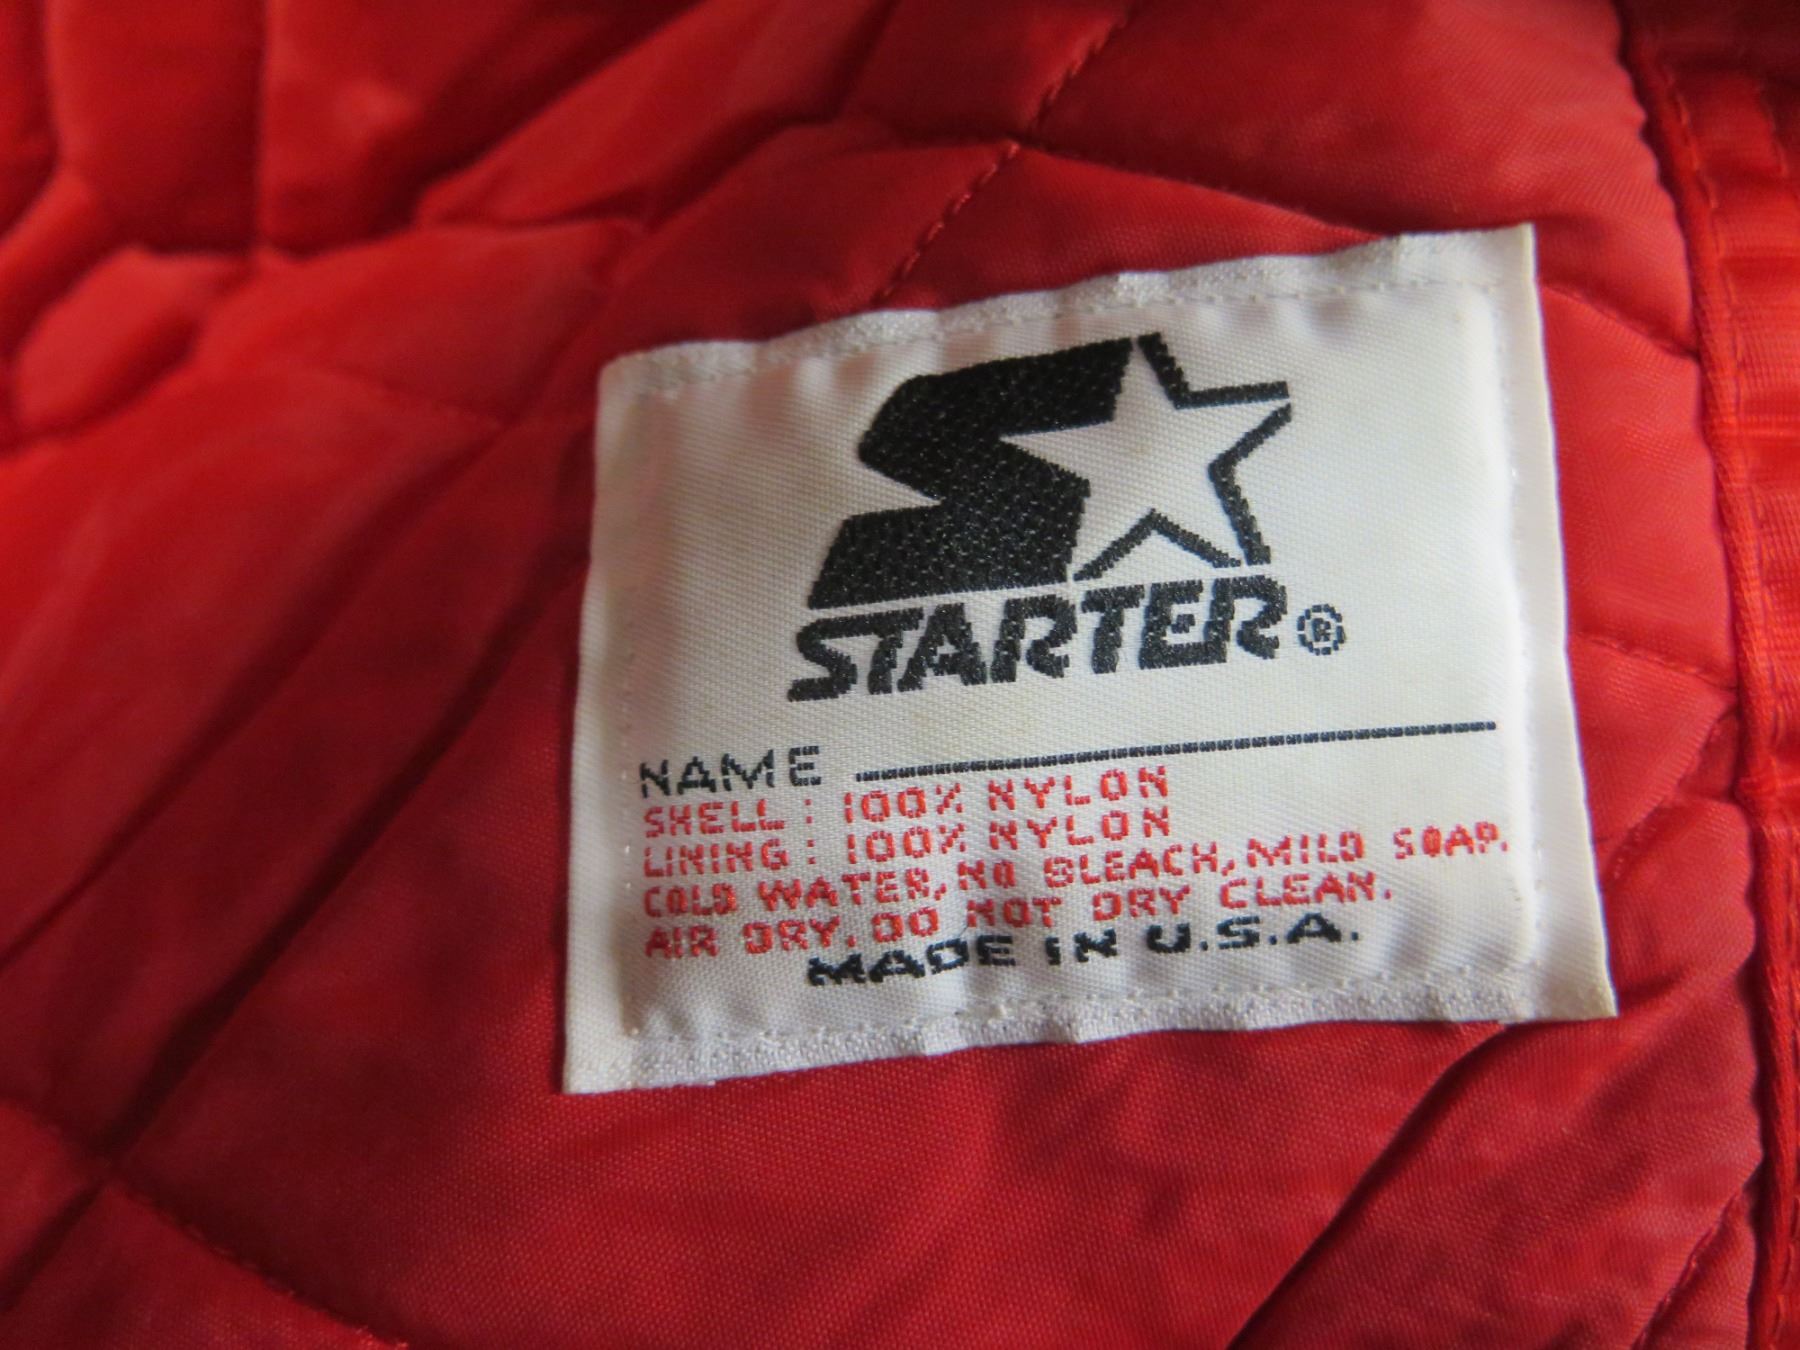 STARTER®
NAME
SHELL: 100% NYLON
LINING: 100% NYLON
COLD WATER, NO BLEACH, MILD SOAP.
AIR DRY. DO NOT DRY CLEAN.
MADE IN U.S.A.